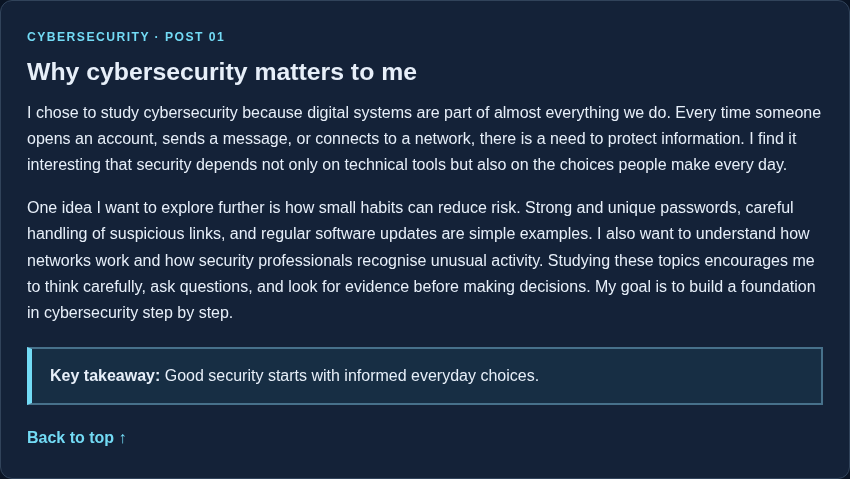 CYBERSECURITY · POST 01
Why cybersecurity matters to me
I chose to study cybersecurity because digital systems are part of almost everything we do. Every time someone
opens an account, sends a message, or connects to a network, there is a need to protect information. I find it
interesting that security depends not only on technical tools but also on the choices people make every day.
One idea I want to explore further is how small habits can reduce risk. Strong and unique passwords, careful
handling of suspicious links, and regular software updates are simple examples. I also want to understand how
networks work and how security professionals recognise unusual activity. Studying these topics encourages me
to think carefully, ask questions, and look for evidence before making decisions. My goal is to build a foundation
in cybersecurity step by step.
Key takeaway: Good security starts with informed everyday choices.
Back to top ↑